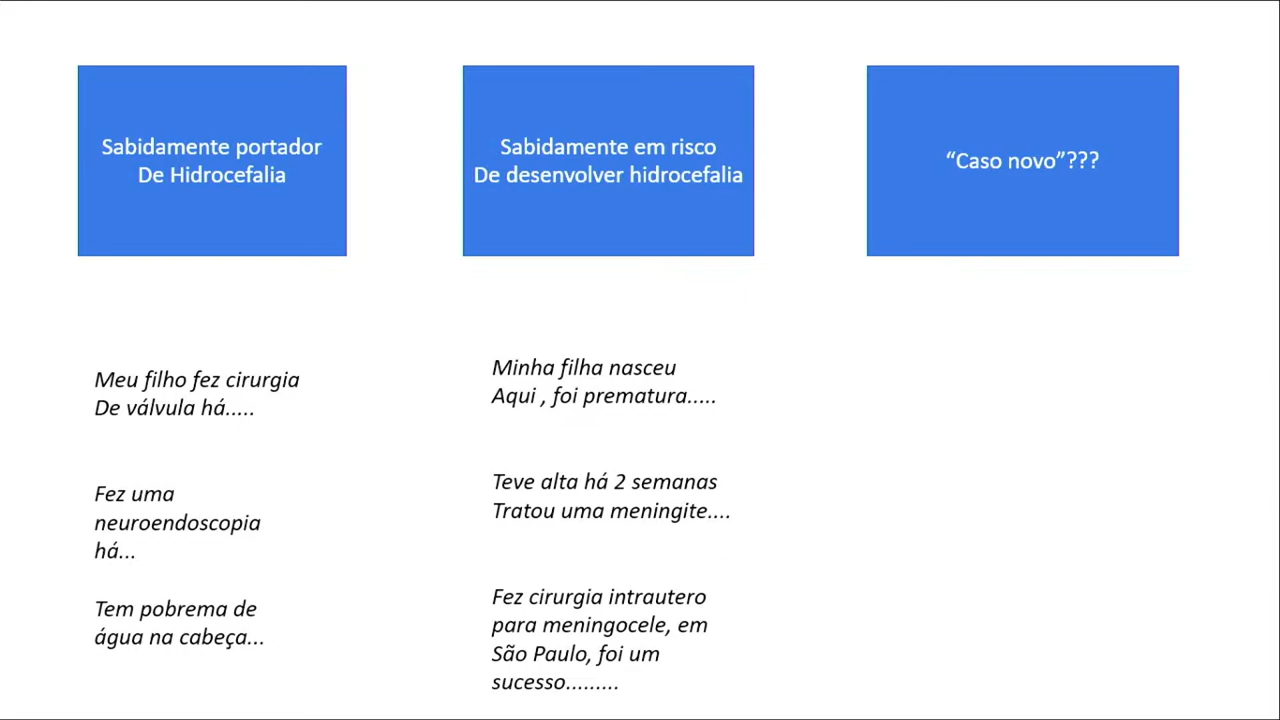 Sabidamente portador
De Hidrocefalia
Sabidamente em risco
De desenvolver hidrocefalia
“Caso novo”???
Meu filho fez cirurgia
De válvula há.....
Fez uma
neuroendoscopia
há...
Tem pobrema de
água na cabeça...
Minha filha nasceu
Aqui , foi prematura.....
Teve alta há 2 semanas
Tratou uma meningite....
Fez cirurgia intrautero
para meningocele, em
São Paulo, foi um
sucesso.........